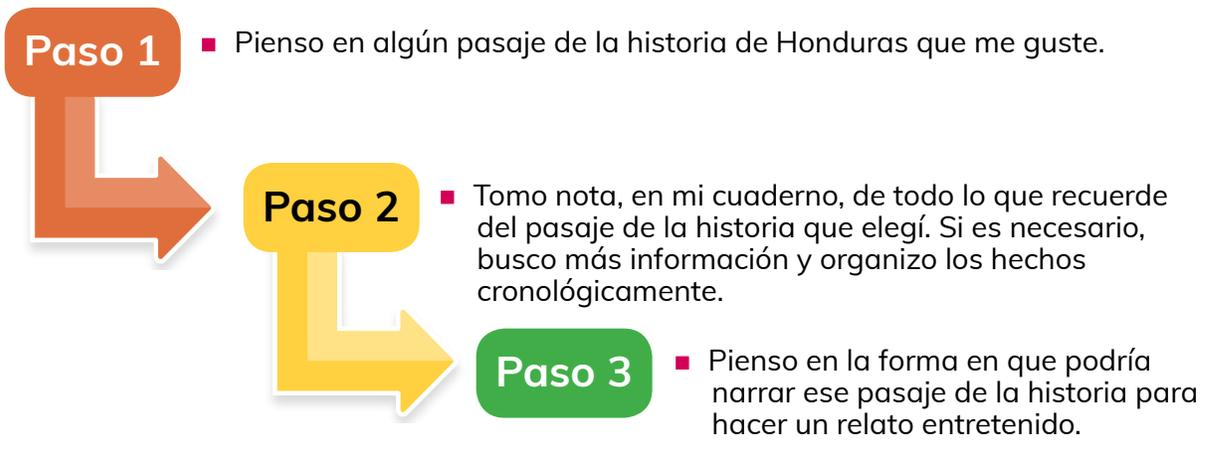 Paso 1
Pienso en algún pasaje de la historia de Honduras que me guste.
Paso 2
Tomo nota, en mi cuaderno, de todo lo que recuerde
del pasaje de la historia que elegí. Si es necesario,
busco más información y organizo los hechos
cronológicamente.
Paso 3
Pienso en la forma en que podría
narrar ese pasaje de la historia para
hacer un relato entretenido.